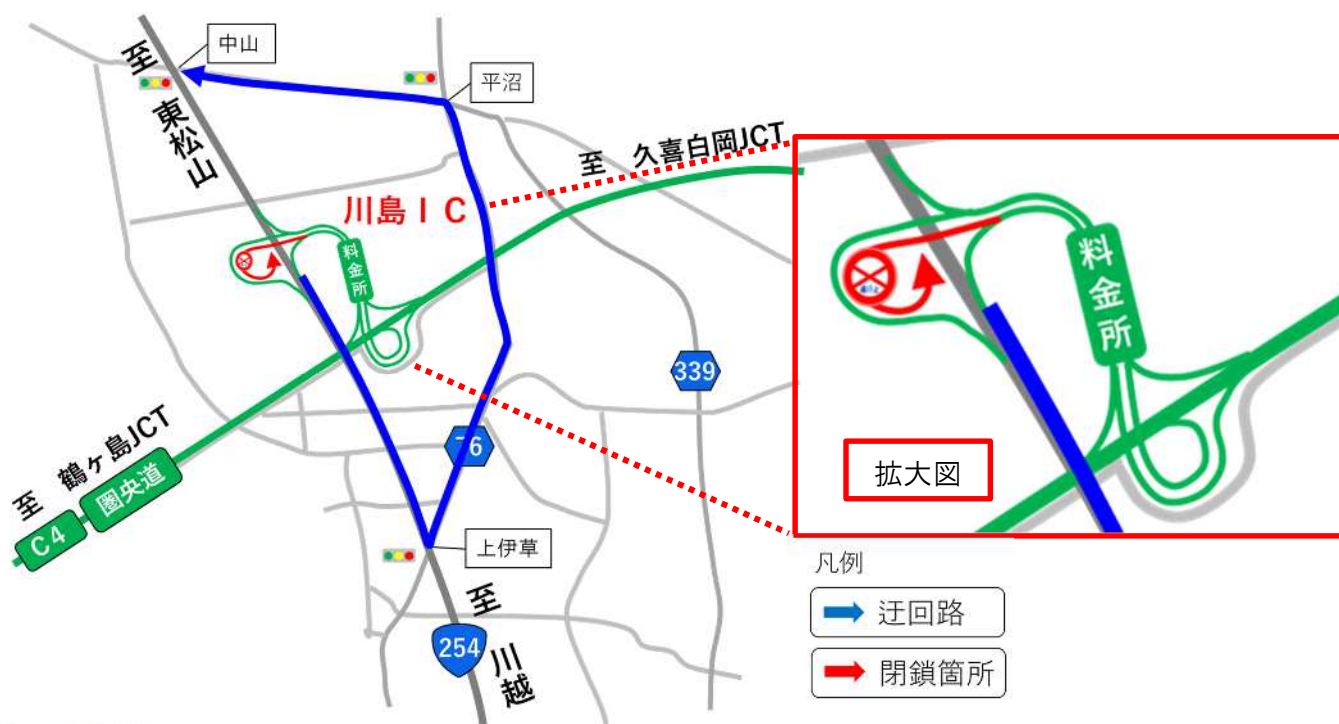 中山
平沼
至 東松山
至 久喜白岡JCT
川島IC
料金所
339
至 鶴ヶ島JCT
圏央道
C4
76
上伊草
至 川越
254
料金所
拡大図
凡例
迂回路
閉鎖箇所